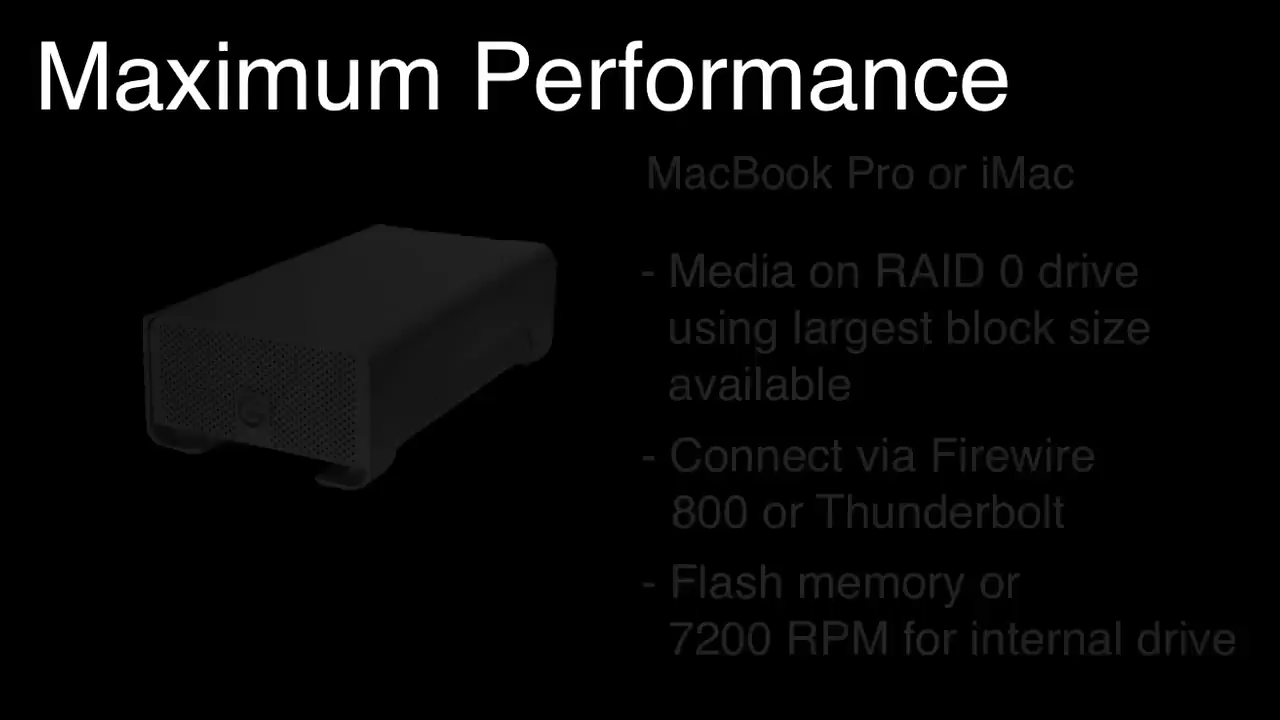 Maximum Performance
MacBook Pro or iMac
- Media on RAID 0 drive
using largest block size
available
- Connect via Firewire
800 or Thunderbolt
- Flash memory or
7200 RPM for internal drive